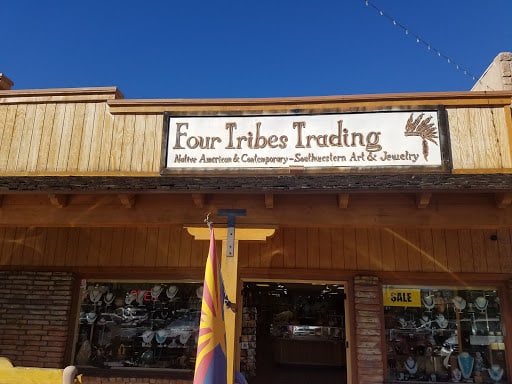 Four Tribes Trading
Native American & Contemporary - Southwestern Art & Jewelry
SALE